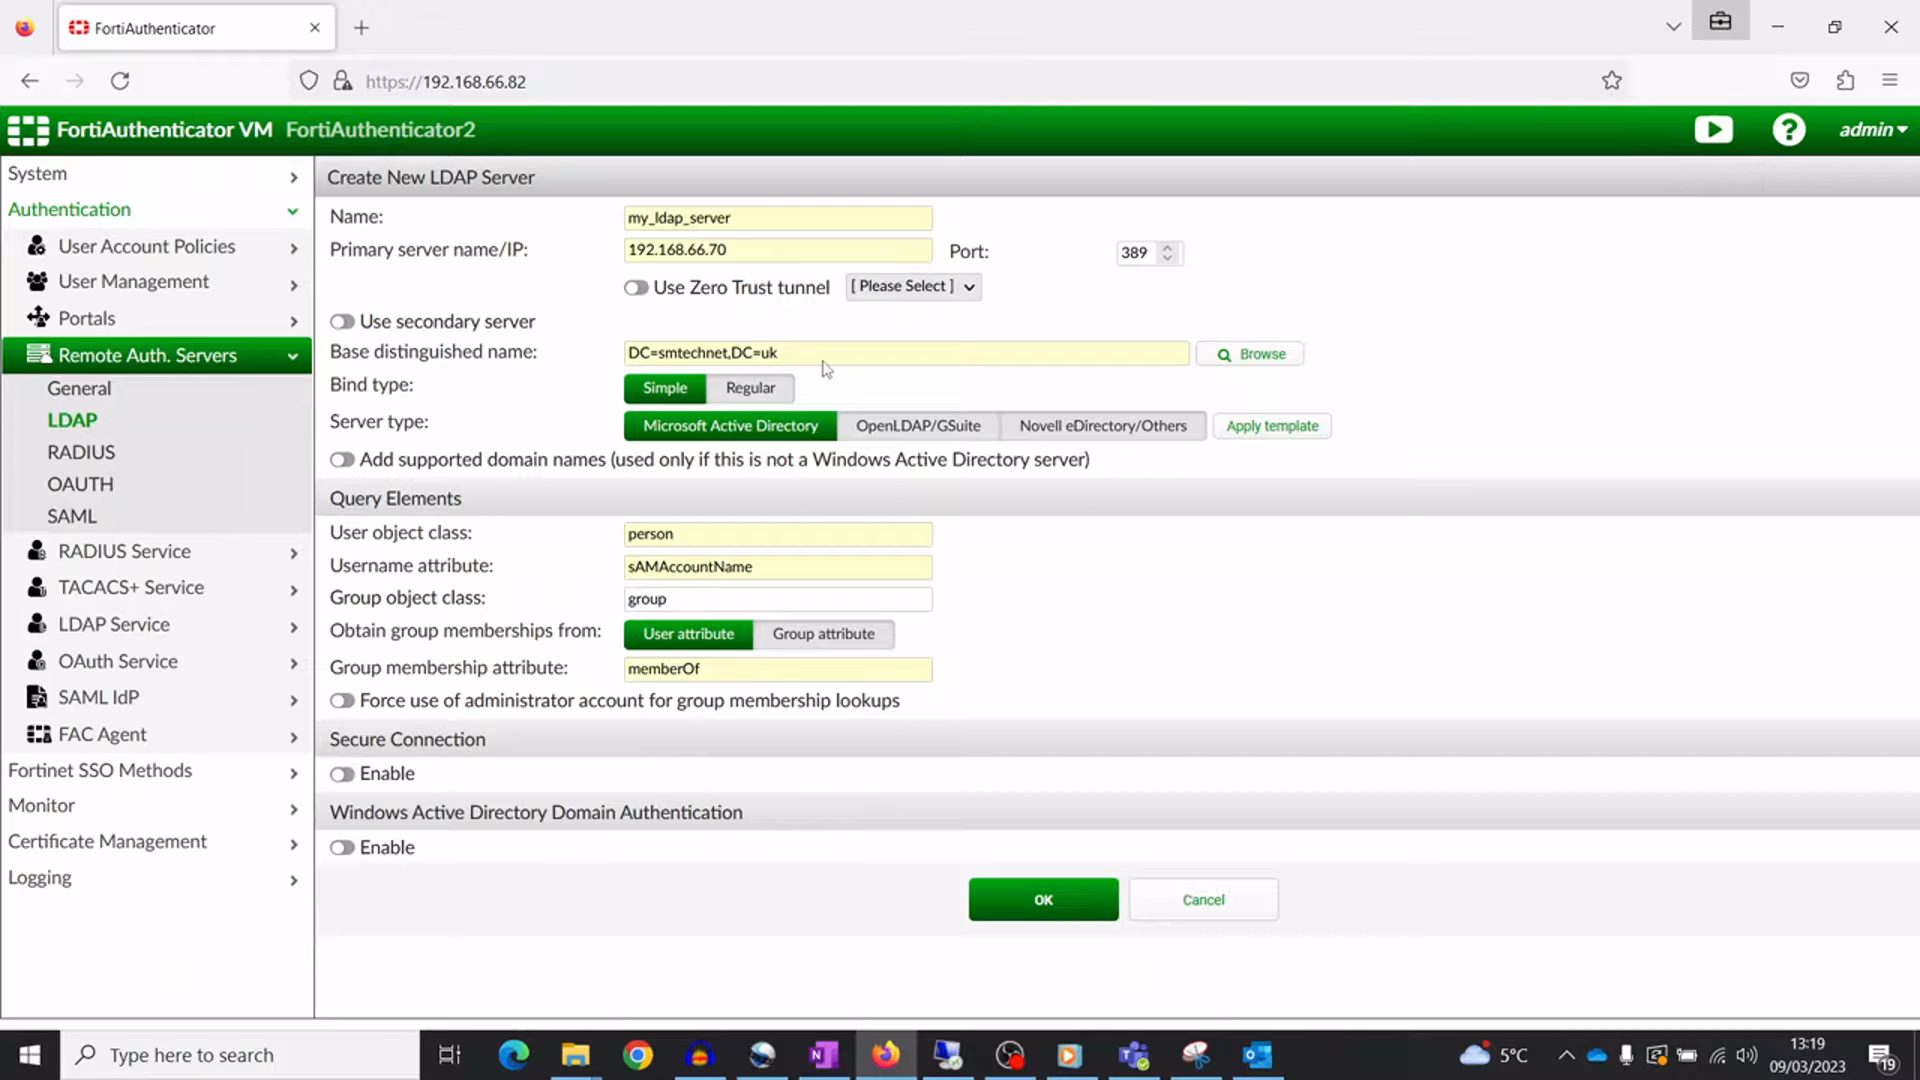 FortiAuthenticator
https://192.168.66.82
FortiAuthenticator VM FortiAuthenticator2
admin
System
Authentication
User Account Policies
User Management
Portals
Remote Auth. Servers
General
LDAP
RADIUS
OAUTH
SAML
RADIUS Service
TACACS+ Service
LDAP Service
OAuth Service
SAML IdP
FAC Agent
Fortinet SSO Methods
Monitor
Certificate Management
Logging
Create New LDAP Server
Name: my_ldap_server
Primary server name/IP: 192.168.66.70 Port: 389
Use Zero Trust tunnel [ Please Select ]
Use secondary server
Base distinguished name: DC=smtechnet,DC=uk Browse
Bind type: Simple Regular
Server type: Microsoft Active Directory OpenLDAP/GSuite Novell eDirectory/Others Apply template
Add supported domain names (used only if this is not a Windows Active Directory server)
Query Elements
User object class: person
Username attribute: sAMAccountName
Group object class: group
Obtain group memberships from: User attribute Group attribute
Group membership attribute: memberOf
Force use of administrator account for group membership lookups
Secure Connection
Enable
Windows Active Directory Domain Authentication
Enable
OK Cancel
Type here to search
5°C
13:19
09/03/2023
19